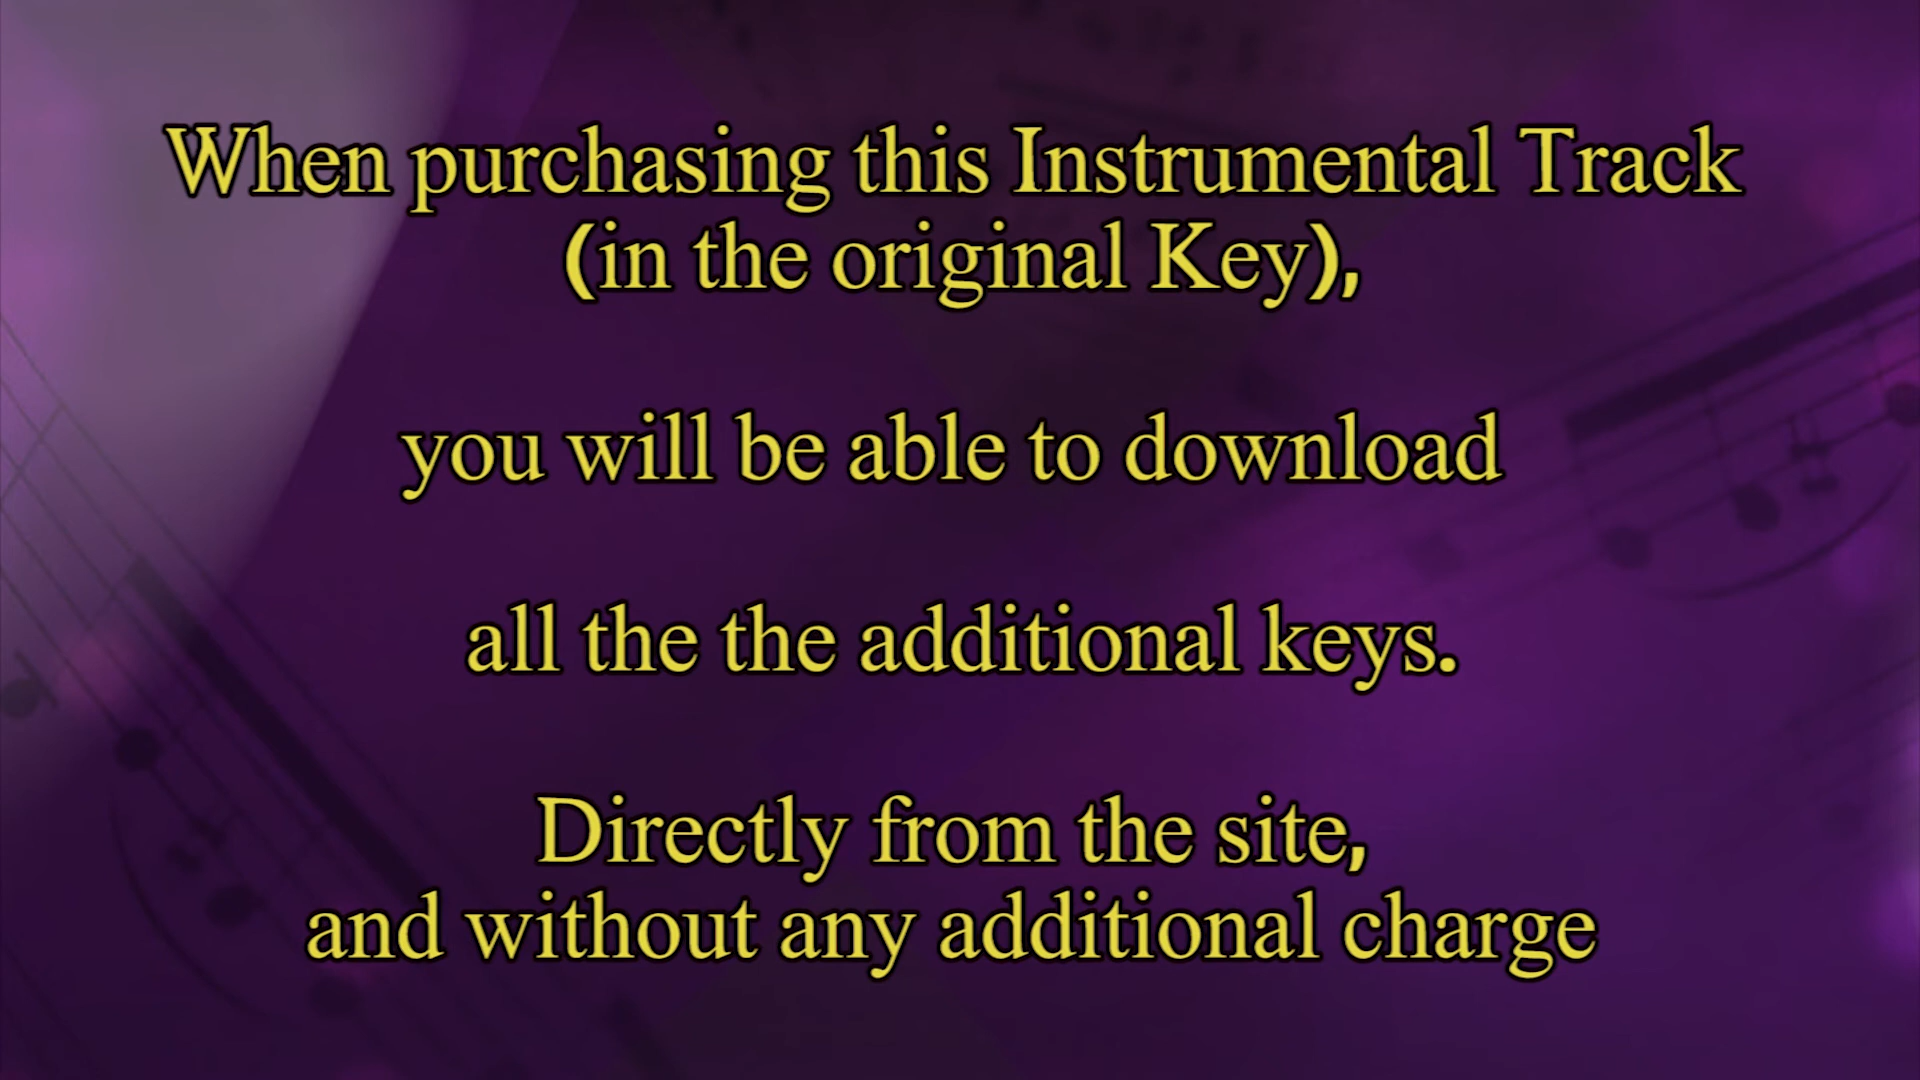 When purchasing this Instrumental Track
(in the original Key),
you will be able to download
all the the additional keys.
Directly from the site,
and without any additional charge